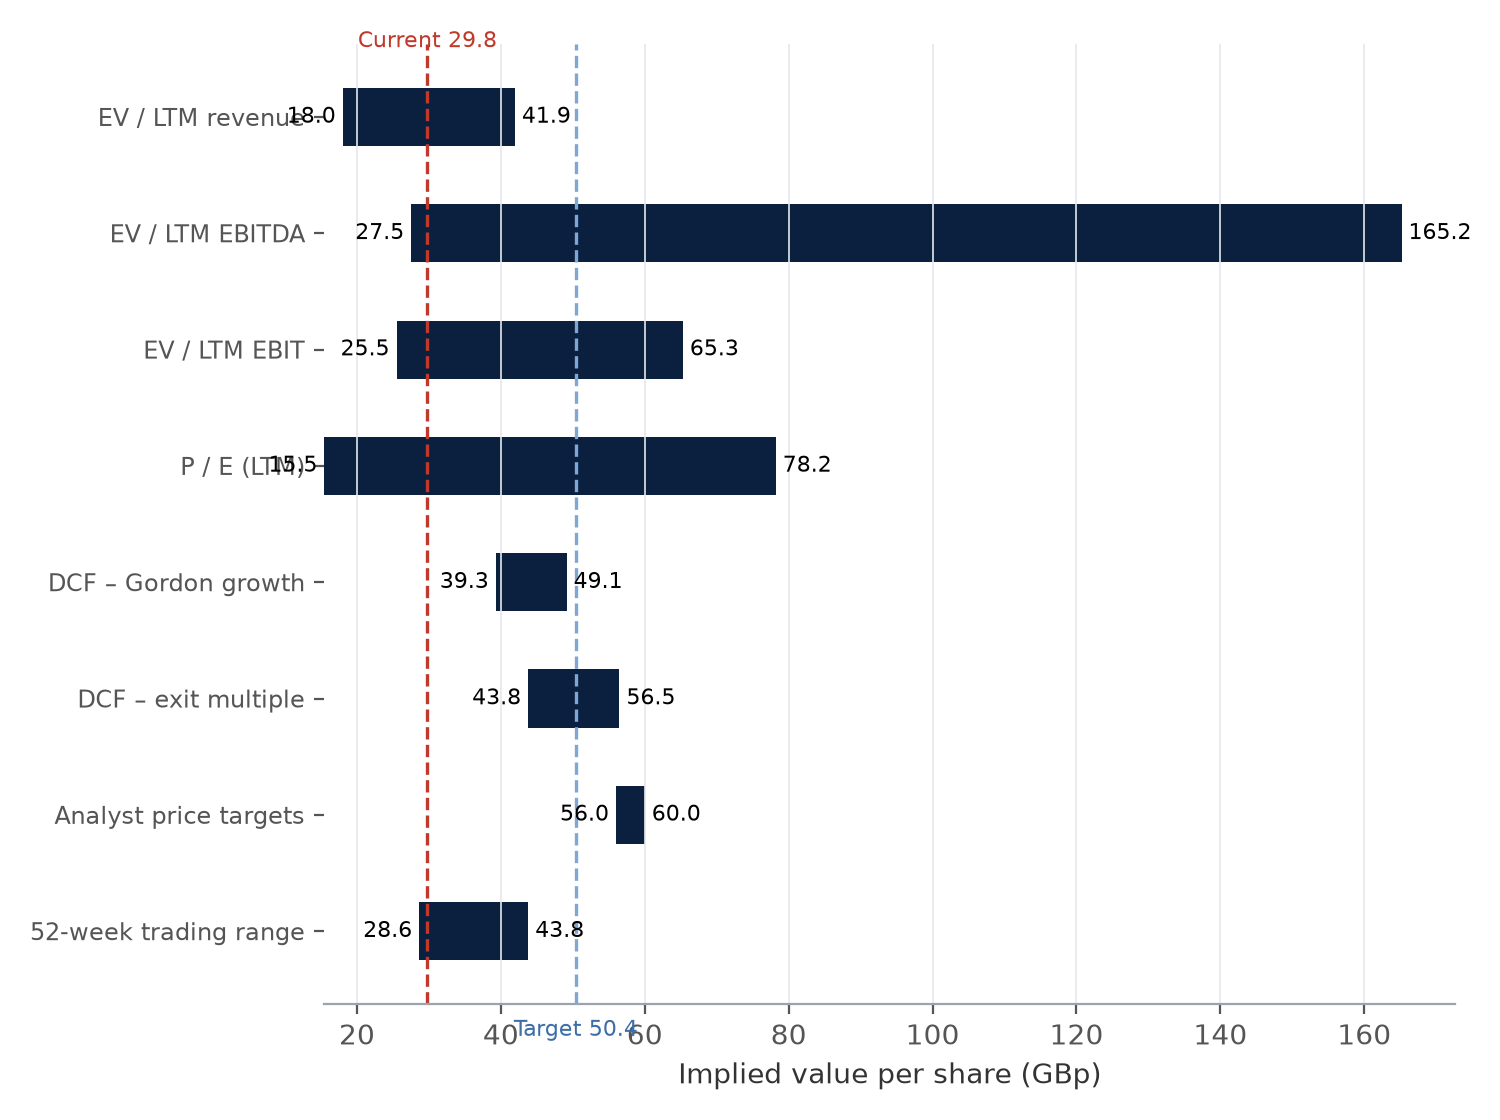 Current 29.8
EV / LTM revenue 18.0 41.9
EV / LTM EBITDA 27.5 165.2
EV / LTM EBIT 25.5 65.3
P / E (LTM) 15.5 78.2
DCF – Gordon growth 39.3 49.1
DCF – exit multiple 43.8 56.5
Analyst price targets 56.0 60.0
52-week trading range 28.6 43.8
Target 50.4
20 40 60 80 100 120 140 160
Implied value per share (GBp)